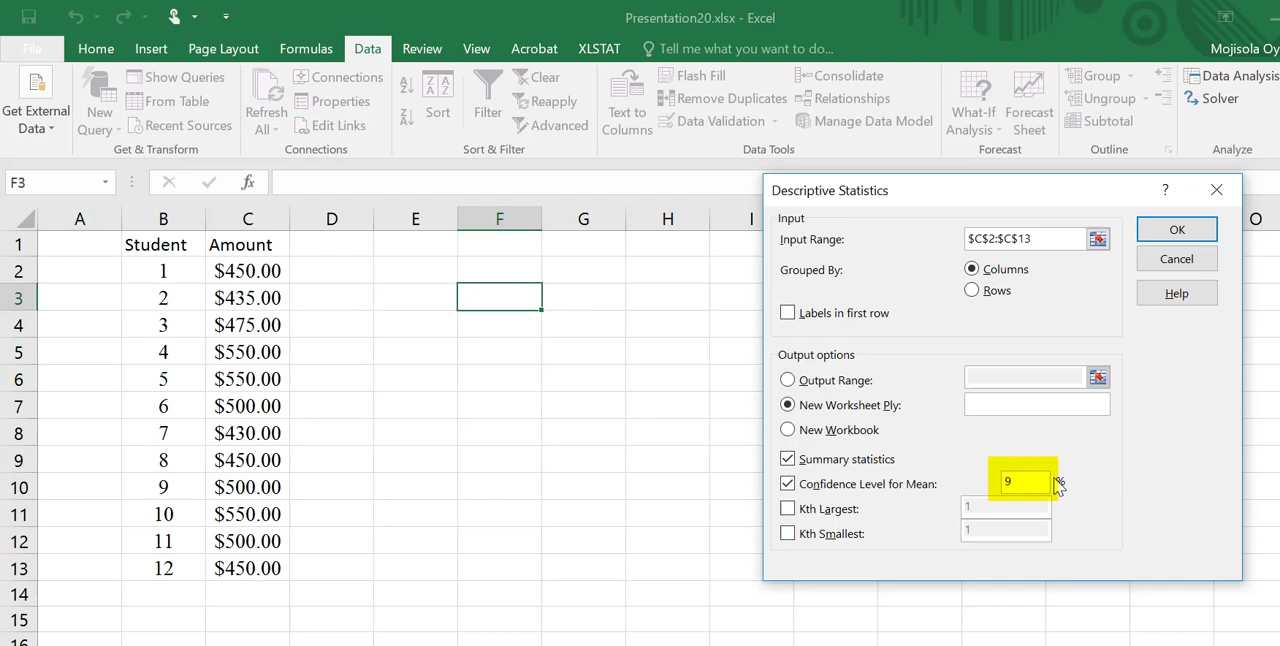 Presentation20.xlsx - Excel
File Home Insert Page Layout Formulas Data Review View Acrobat XLSTAT Tell me what you want to do... Mojisola Oy
Get External Data
New Query
Show Queries
From Table
Recent Sources
Get & Transform
Refresh All
Connections
Properties
Edit Links
Connections
Sort
Filter
Clear
Reapply
Advanced
Sort & Filter
Text to Columns
Flash Fill
Remove Duplicates
Data Validation
Consolidate
Relationships
Manage Data Model
Data Tools
What-If Analysis
Forecast Sheet
Forecast
Group
Ungroup
Subtotal
Outline
Data Analysis
Solver
Analyze
F3 fx
A B C D E F G H I O
1 Student Amount
2 1 $450.00
3 2 $435.00
4 3 $475.00
5 4 $550.00
6 5 $550.00
7 6 $500.00
8 7 $430.00
9 8 $450.00
10 9 $500.00
11 10 $550.00
12 11 $500.00
13 12 $450.00
14
15
16
Descriptive Statistics ?
Input
Input Range: $C$2:$C$13
Grouped By: Columns
Rows
Labels in first row
Output options
Output Range:
New Worksheet Ply:
New Workbook
Summary statistics
Confidence Level for Mean: 9 %
Kth Largest: 1
Kth Smallest: 1
OK
Cancel
Help